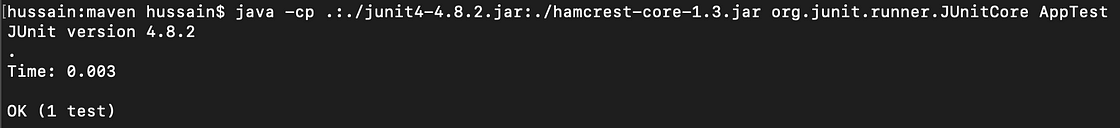 [hussain:maven hussain$ java -cp .:./junit4-4.8.2.jar:./hamcrest-core-1.3.jar org.junit.runner.JUnitCore AppTest
JUnit version 4.8.2
.
Time: 0.003
OK (1 test)